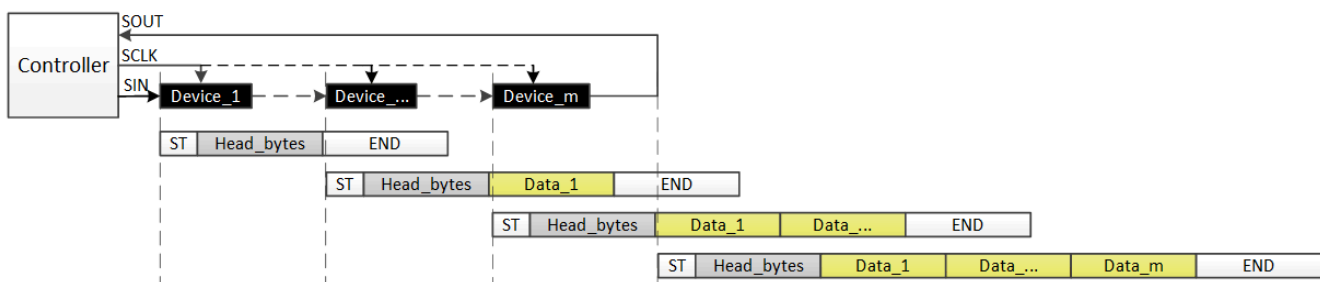 SOUT
SCLK
Controller
SIN
Device_1 Device_... Device_m
ST Head_bytes END
ST Head_bytes Data_1 END
ST Head_bytes Data_1 Data_... END
ST Head_bytes Data_1 Data_... Data_m END